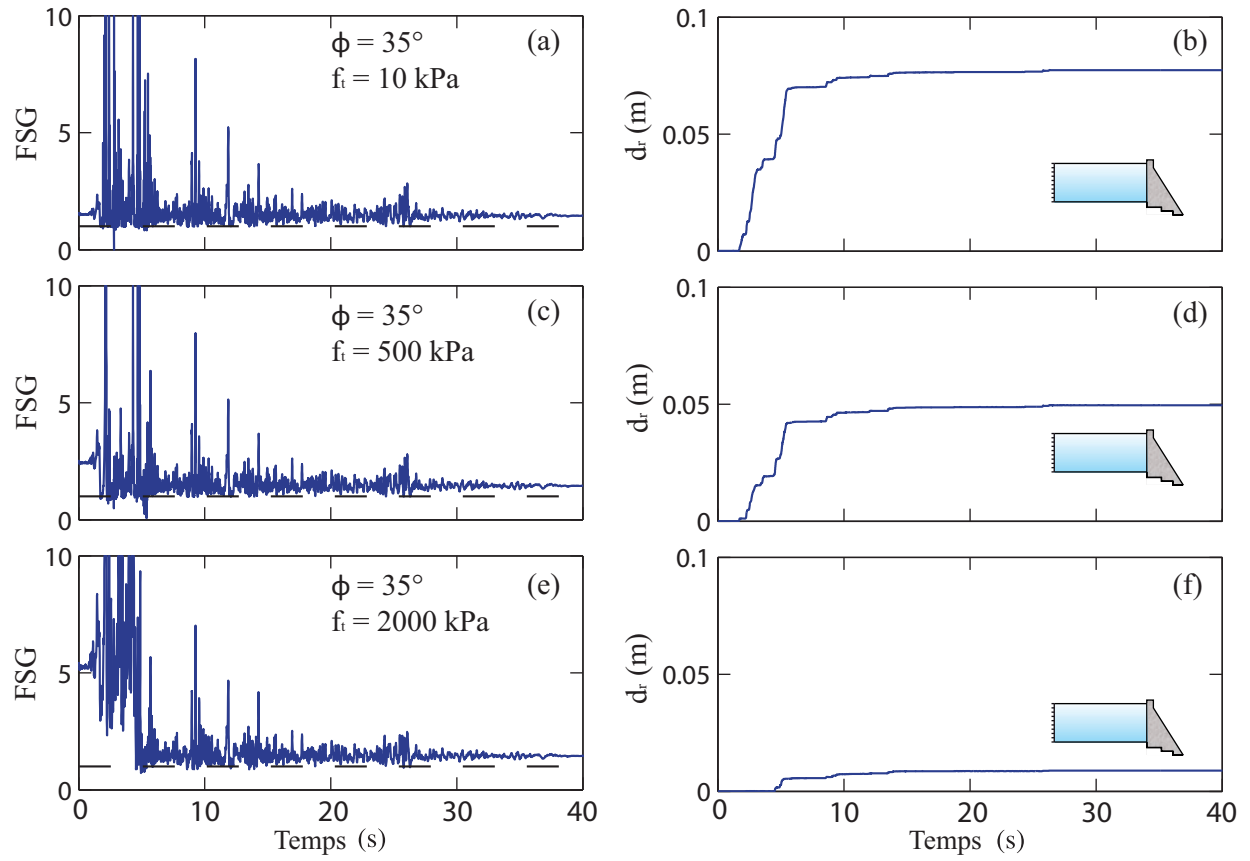 10
5
0
FSG
ϕ = 35°
fₜ = 10 kPa
(a)
0.1
0.05
0
dᵣ (m)
(b)
10
5
0
FSG
ϕ = 35°
fₜ = 500 kPa
(c)
0.1
0.05
0
dᵣ (m)
(d)
10
5
0
FSG
ϕ = 35°
fₜ = 2000 kPa
(e)
0 10 20 30 40
Temps (s)
0.1
0.05
0
dᵣ (m)
(f)
0 10 20 30 40
Temps (s)